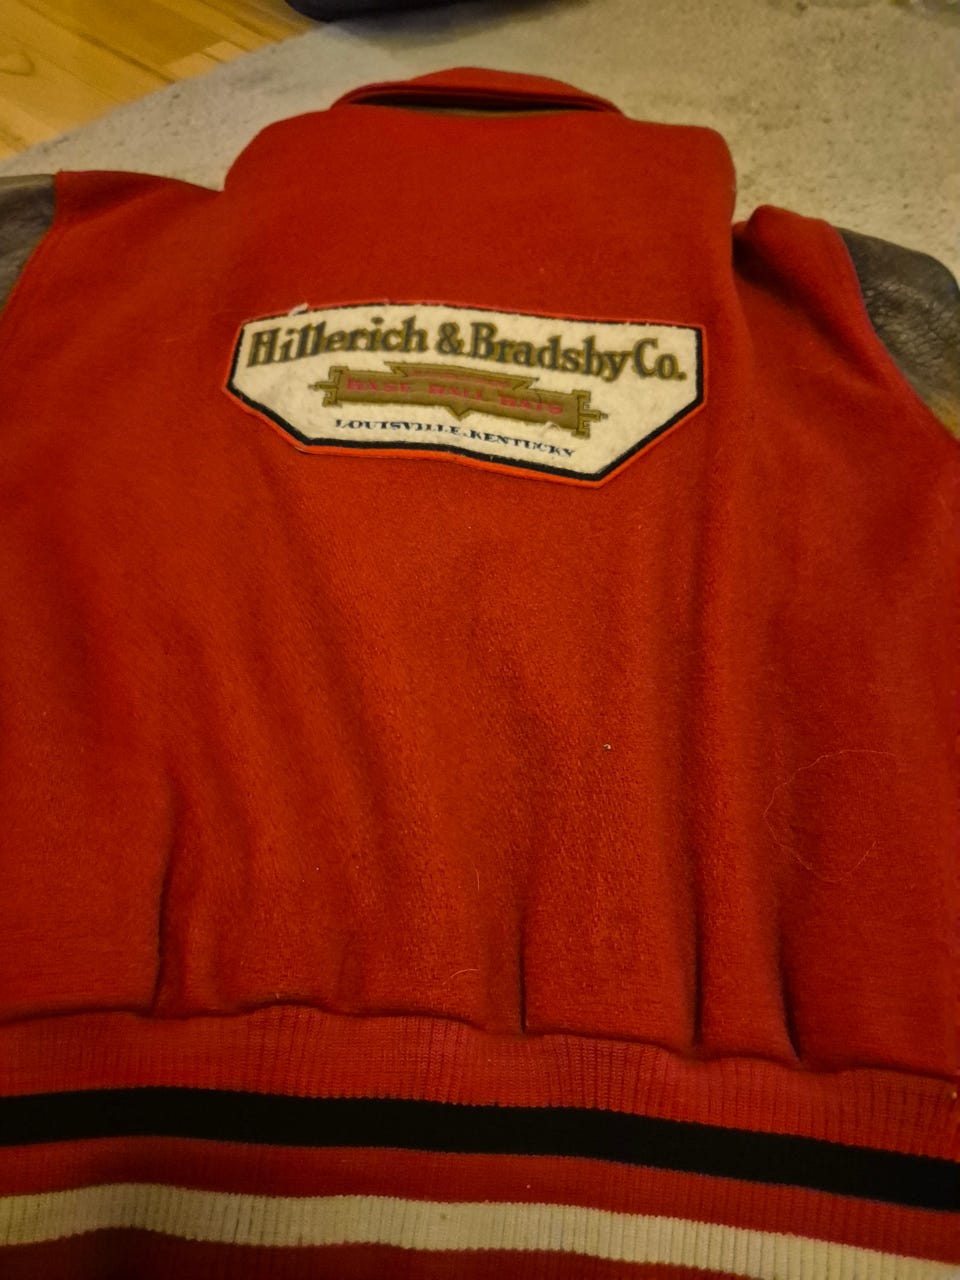 Hillerich & Bradsby Co.
BASE BALL BATS
LOUISVILLE, KENTUCKY